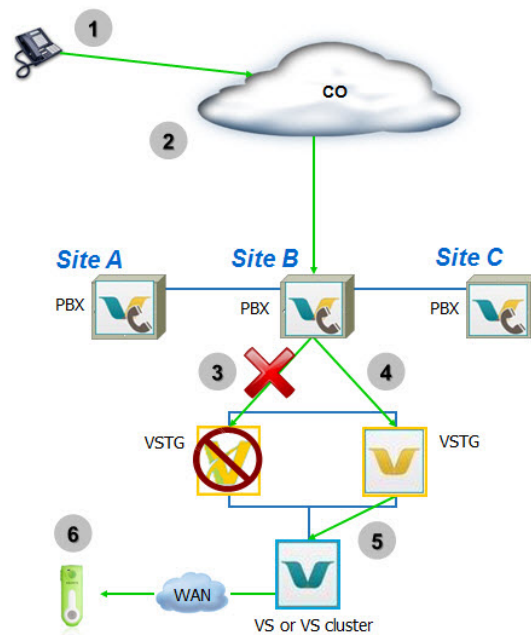 1
CO
2
Site A
Site B
Site C
PBX
PBX
PBX
3
4
VSTG
VSTG
5
6
WAN
VS or VS cluster